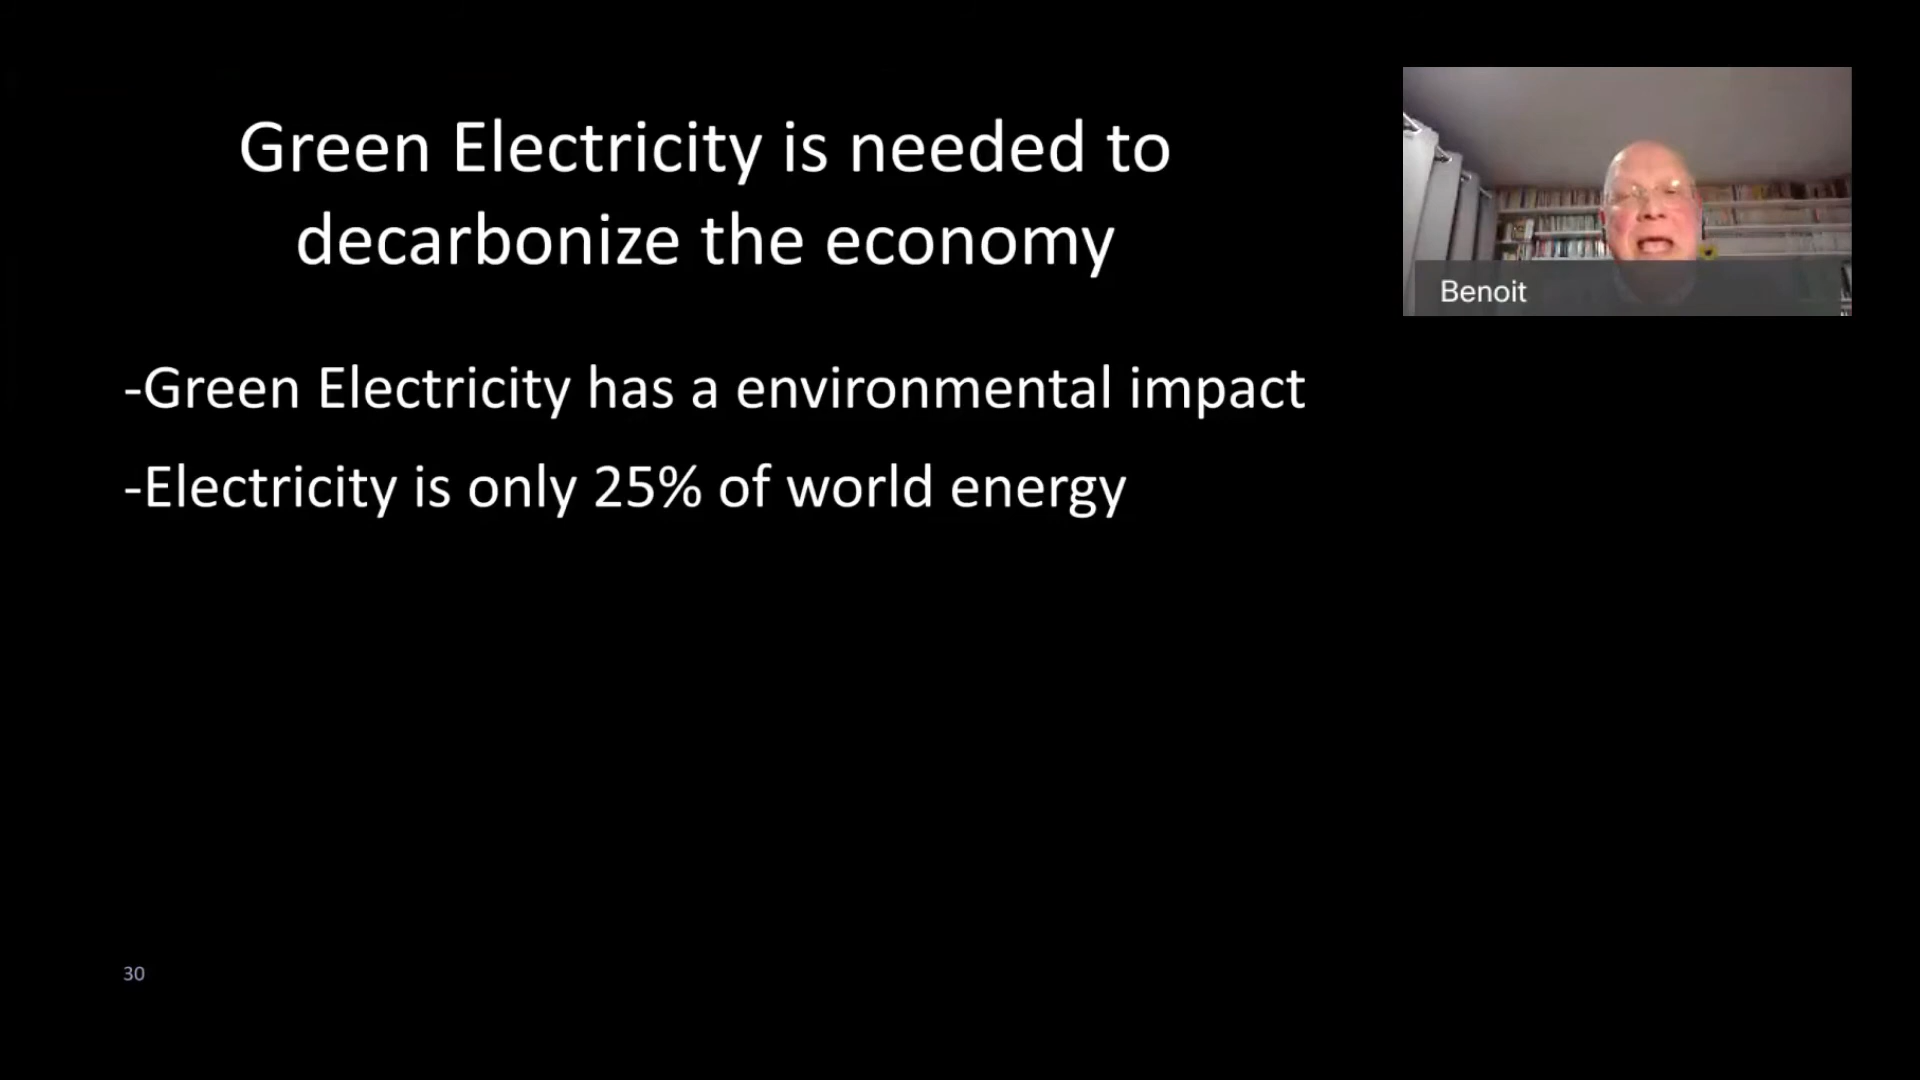 Green Electricity is needed to
decarbonize the economy
Benoit
-Green Electricity has a environmental impact
-Electricity is only 25% of world energy
30